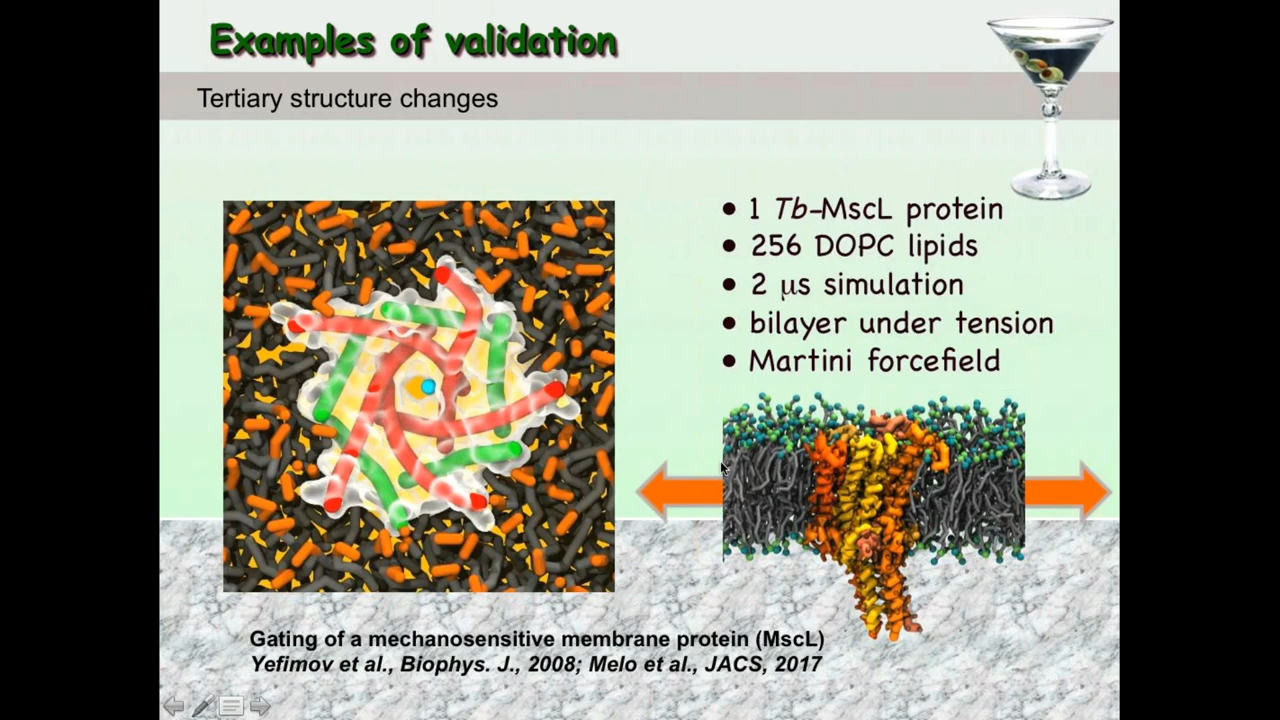 Examples of validation
Tertiary structure changes
• 1 Tb-MscL protein
• 256 DOPC lipids
• 2 μs simulation
• bilayer under tension
• Martini forcefield
Gating of a mechanosensitive membrane protein (MscL)
Yefimov et al., Biophys. J., 2008; Melo et al., JACS, 2017